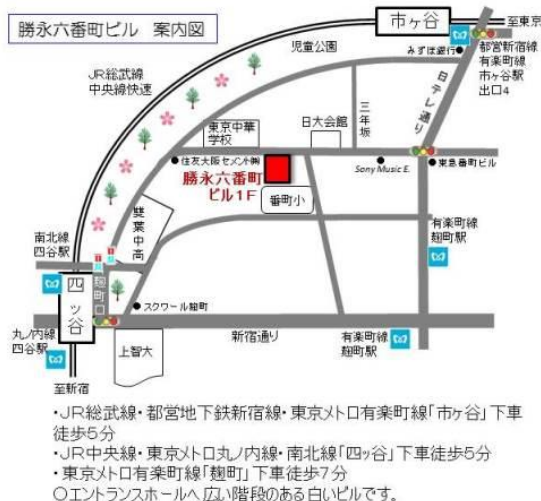 勝永六番町ビル 案内図
市ヶ谷
至東京
児童公園
みずほ銀行
都営新宿線
有楽町線
市ヶ谷駅
出口4
JR総武線
中央線快速
日テレ通り
三年坂
東京中華
学校
日大会館
住友大阪セメント㈱
勝永六番町
ビル1F
Sony Music E.
東急番町ビル
番町小
雙葉中高
南北線
四谷駅
有楽町線
麹町駅
四ッ谷
麹町口
スクワール麹町
丸ノ内線
四谷駅
上智大
新宿通り
有楽町線
麹町駅
至新宿
・JR総武線・都営地下鉄新宿線・東京メトロ有楽町線「市ヶ谷」下車
徒歩5分
・JR中央線・東京メトロ丸ノ内線・南北線「四ッ谷」下車徒歩5分
・東京メトロ有楽町線「麹町」下車徒歩7分
○エントランスホールへ広い階段のある白いビルです。